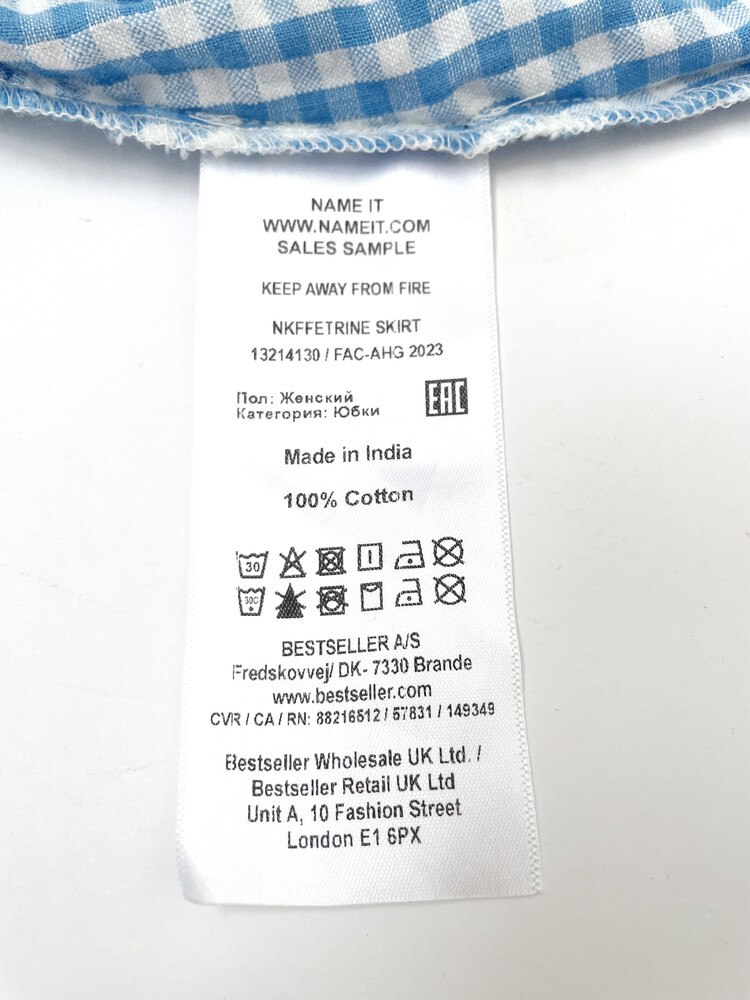 NAME IT
WWW.NAMEIT.COM
SALES SAMPLE
KEEP AWAY FROM FIRE
NKFFETRINE SKIRT
13214130 / FAC-AHG 2023
Пол: Женский
Категория: Юбки
EAC
Made in India
100% Cotton
30
30C
BESTSELLER A/S
Fredskovvej/ DK- 7330 Brande
www.bestseller.com
CVR / CA / RN: 88216512 / 57831 / 149349
Bestseller Wholesale UK Ltd. /
Bestseller Retail UK Ltd
Unit A, 10 Fashion Street
London E1 6PX